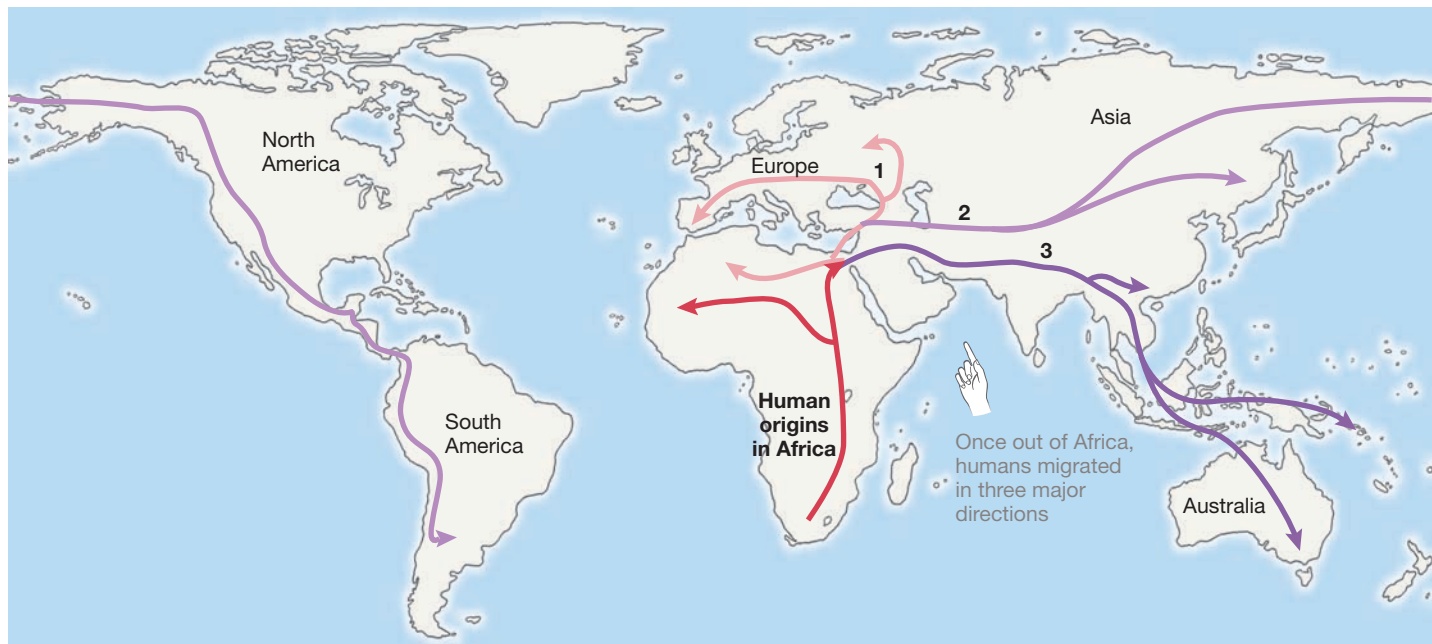 North
America
Europe
1
Asia
2
3
Human
origins
in Africa
South
America
Once out of Africa,
humans migrated
in three major
directions
Australia